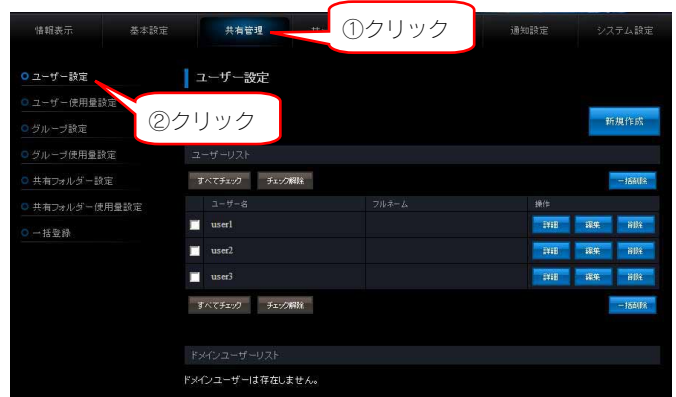 情報表示 基本設定 共有管理 サ ①クリック 通知設定 システム設定
ユーザー設定 ユーザー設定
ユーザー使用量設定
②クリック
グループ設定 新規作成
グループ使用量設定 ユーザーリスト
共有フォルダー設定 すべてチェック チェック解除 一括削除
共有フォルダー使用量設定 ユーザー名 フルネーム 操作
user1 詳細 編集 削除
一括登録
user2 詳細 編集 削除
user3 詳細 編集 削除
すべてチェック チェック解除 一括削除
ドメインユーザーリスト
ドメインユーザーは存在しません。